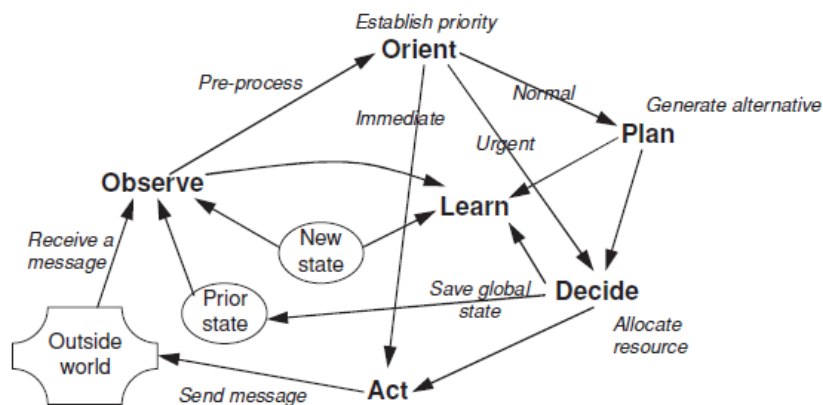 Establish priority
Orient
Pre-process
Normal
Generate alternative
Immediate
Plan
Urgent
Observe
Learn
Receive a
message
New
state
Prior
state
Save global
state
Decide
Allocate
resource
Outside
world
Send message
Act